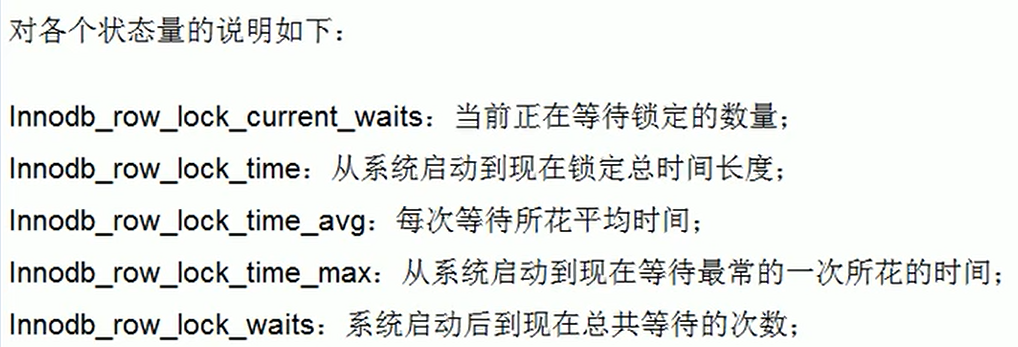 对各个状态量的说明如下：
Innodb_row_lock_current_waits：当前正在等待锁定的数量；
Innodb_row_lock_time：从系统启动到现在锁定总时间长度；
Innodb_row_lock_time_avg：每次等待所花平均时间；
Innodb_row_lock_time_max：从系统启动到现在等待最常的一次所花的时间；
Innodb_row_lock_waits：系统启动后到现在总共等待的次数；